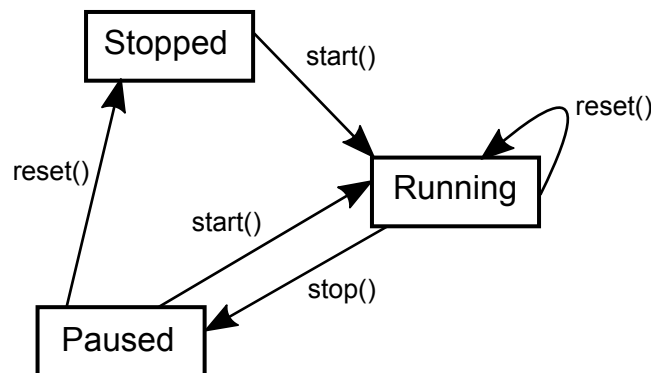 Stopped
start()
reset()
reset()
Running
start()
stop()
Paused